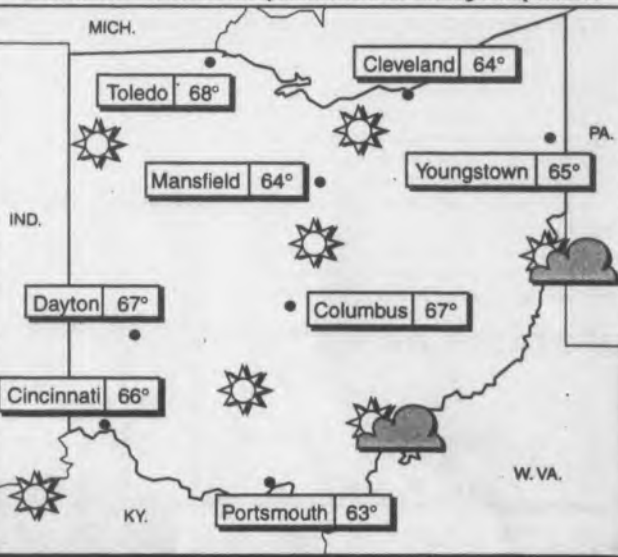 MICH.
Cleveland 64°
Toledo 68°
PA.
Mansfield 64°
Youngstown 65°
IND.
Dayton 67°
Columbus 67°
Cincinnati 66°
W. VA.
KY.
Portsmouth 63°